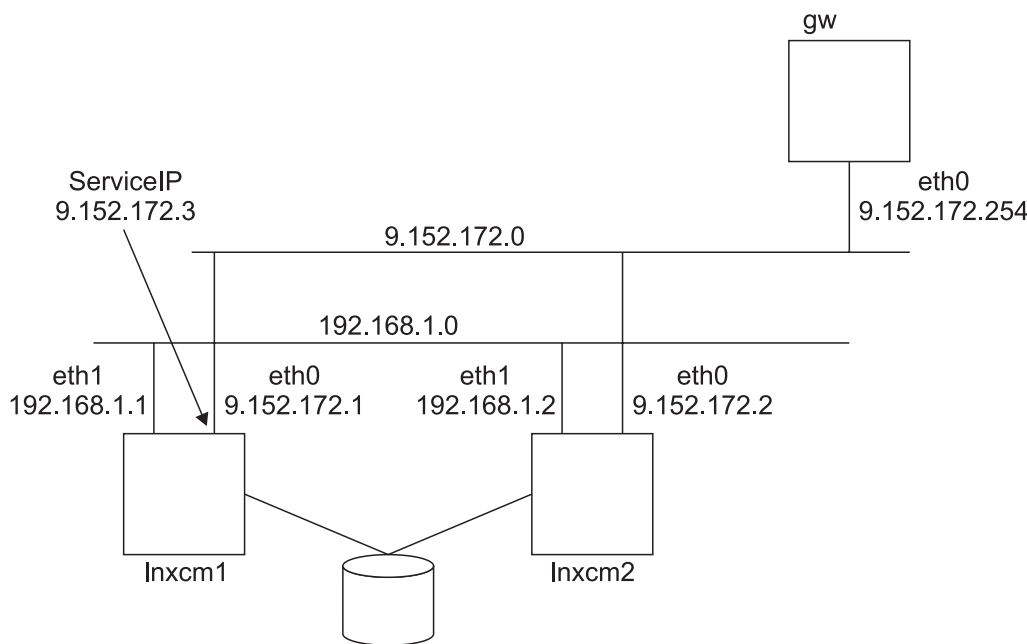 gw
ServiceIP
9.152.172.3
eth0
9.152.172.254
9.152.172.0
192.168.1.0
eth1
192.168.1.1
eth0
9.152.172.1
eth1
192.168.1.2
eth0
9.152.172.2
lnxcm1
lnxcm2